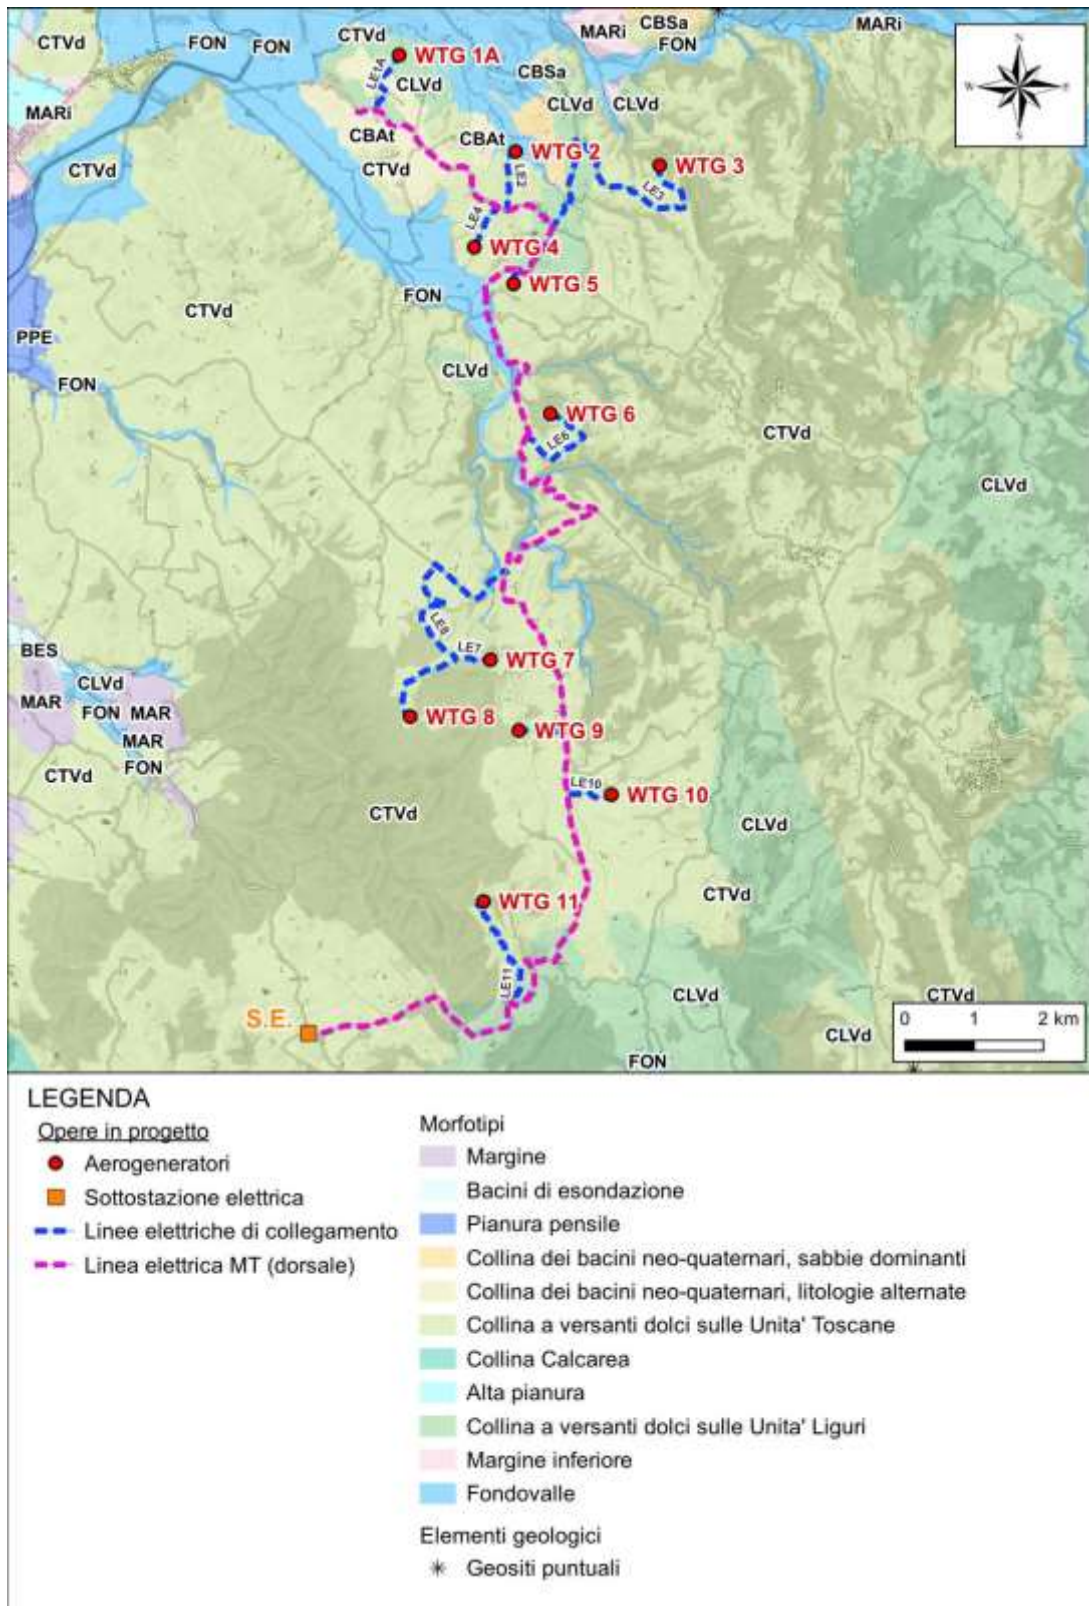 CTVd
FON
FON
CTVd
WTG 1A
MARi
CBSa
FON
MARi
LE1A
CLVd
CBSa
CLVd
CLVd
MARi
CBAt
CBAt
WTG 2
WTG 3
CTVd
CTVd
LE2
LE3
LE4
WTG 4
WTG 5
FON
CTVd
PPE
CLVd
FON
WTG 6
LE6
CTVd
CLVd
LE8
LE7
WTG 7
BES
CLVd
MAR
FON
MAR
MAR
FON
CTVd
WTG 8
WTG 9
LE10
WTG 10
CTVd
CLVd
CTVd
WTG 11
LE11
CLVd
CTVd
S.E.
CLVd
FON
N
S
W
E
0 1 2 km
LEGENDA
Opere in progetto
Aerogeneratori
Sottostazione elettrica
Linee elettriche di collegamento
Linea elettrica MT (dorsale)
Morfotipi
Margine
Bacini di esondazione
Pianura pensile
Collina dei bacini neo-quaternari, sabbie dominanti
Collina dei bacini neo-quaternari, litologie alternate
Collina a versanti dolci sulle Unita' Toscane
Collina Calcarea
Alta pianura
Collina a versanti dolci sulle Unita' Liguri
Margine inferiore
Fondovalle
Elementi geologici
Geositi puntuali